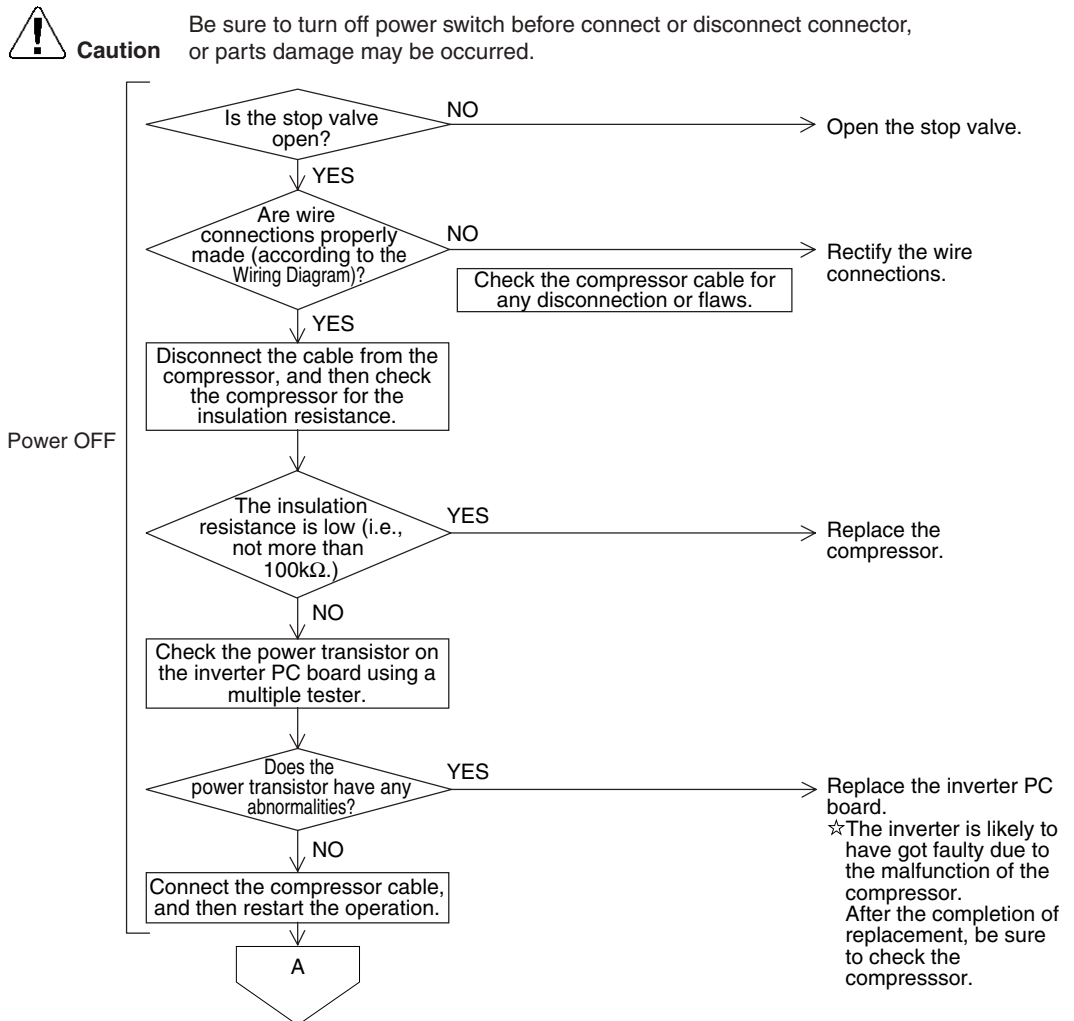 Be sure to turn off power switch before connect or disconnect connector,
Caution or parts damage may be occurred.
Is the stop valve
open?
NO
Open the stop valve.
YES
Are wire
connections properly
made (according to the
Wiring Diagram)?
NO
Rectify the wire
connections.
Check the compressor cable for
any disconnection or flaws.
YES
Disconnect the cable from the
compressor, and then check
the compressor for the
insulation resistance.
Power OFF
The insulation
resistance is low (i.e.,
not more than
100kΩ.)
YES
Replace the
compressor.
NO
Check the power transistor on
the inverter PC board using a
multiple tester.
Does the
power transistor have any
abnormalities?
YES
Replace the inverter PC
board.
☆The inverter is likely to
have got faulty due to
the malfunction of the
compressor.
After the completion of
replacement, be sure
to check the
compresssor.
NO
Connect the compressor cable,
and then restart the operation.
A